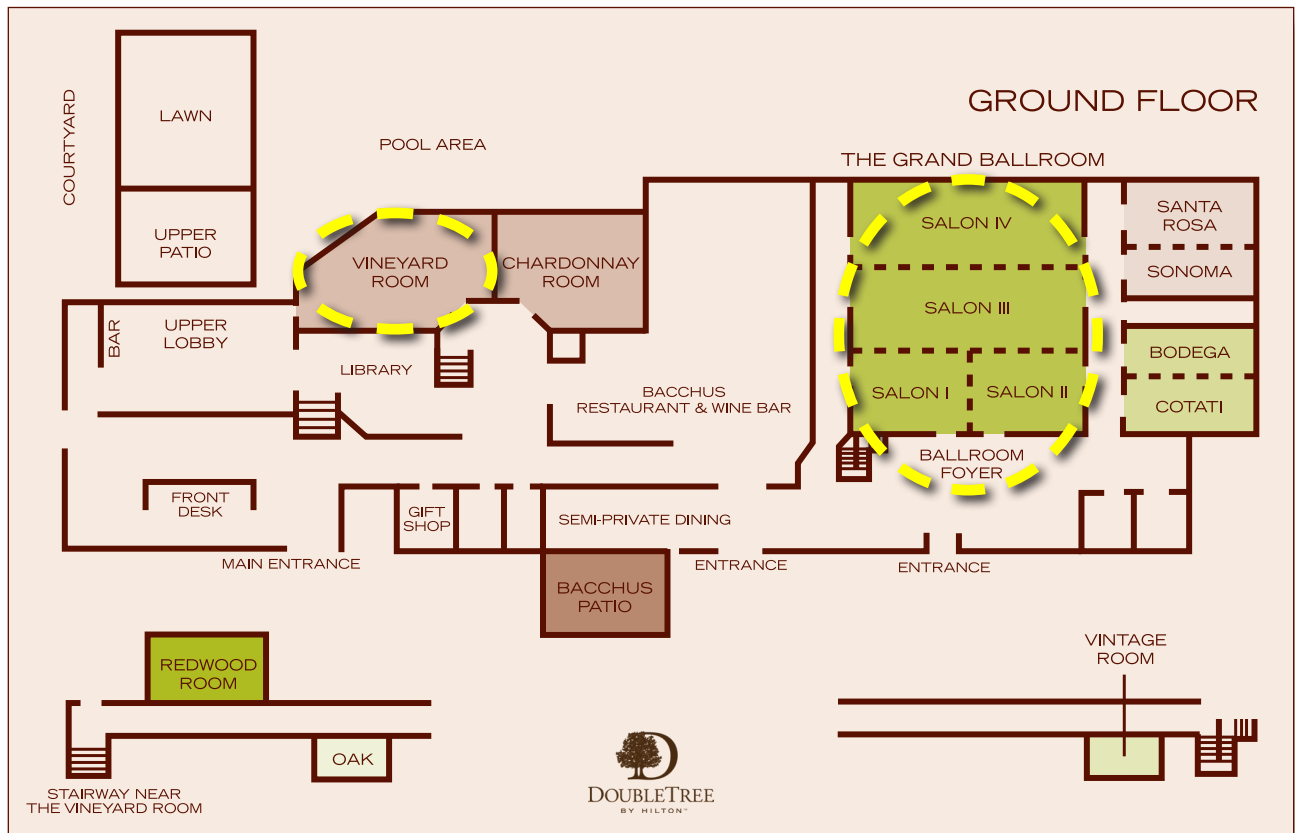 GROUND FLOOR
COURTYARD
LAWN
POOL AREA
THE GRAND BALLROOM
UPPER
PATIO
VINEYARD
ROOM
CHARDONNAY
ROOM
SALON IV
SANTA
ROSA
SONOMA
BAR
UPPER
LOBBY
SALON III
LIBRARY
BODEGA
BACCHUS
RESTAURANT & WINE BAR
SALON I
SALON II
COTATI
BALLROOM
FOYER
FRONT
DESK
GIFT
SHOP
SEMI-PRIVATE DINING
MAIN ENTRANCE
ENTRANCE
ENTRANCE
BACCHUS
PATIO
REDWOOD
ROOM
VINTAGE
ROOM
OAK
STAIRWAY NEAR
THE VINEYARD ROOM
D
DOUBLETREE
BY HILTON™